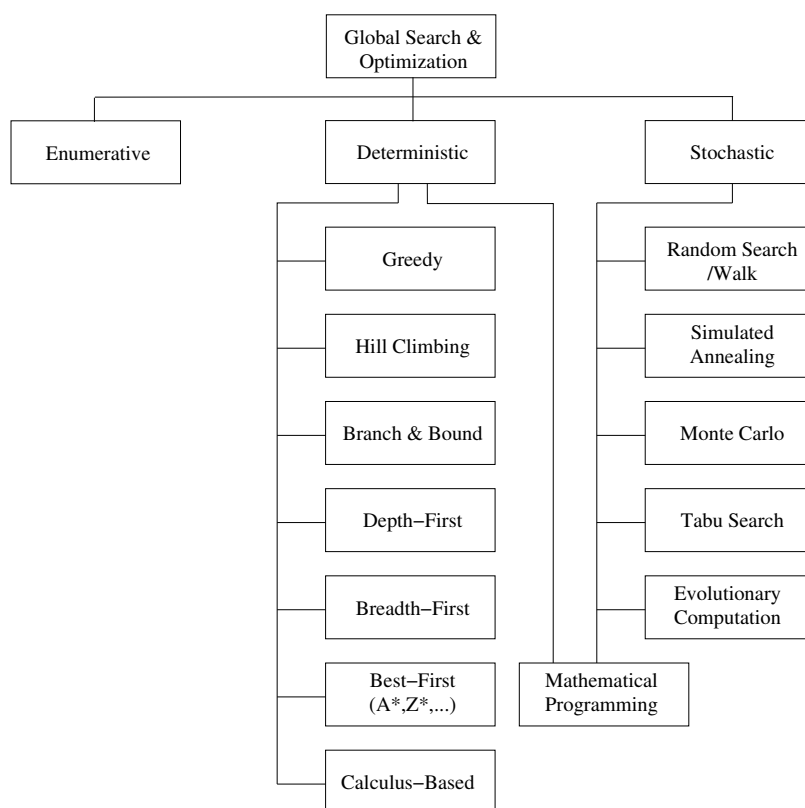 Global Search &
Optimization
Enumerative
Deterministic
Stochastic
Greedy
Hill Climbing
Branch & Bound
Depth−First
Breadth−First
Best−First
(A*,Z*,...)
Calculus−Based
Mathematical
Programming
Random Search
/Walk
Simulated
Annealing
Monte Carlo
Tabu Search
Evolutionary
Computation